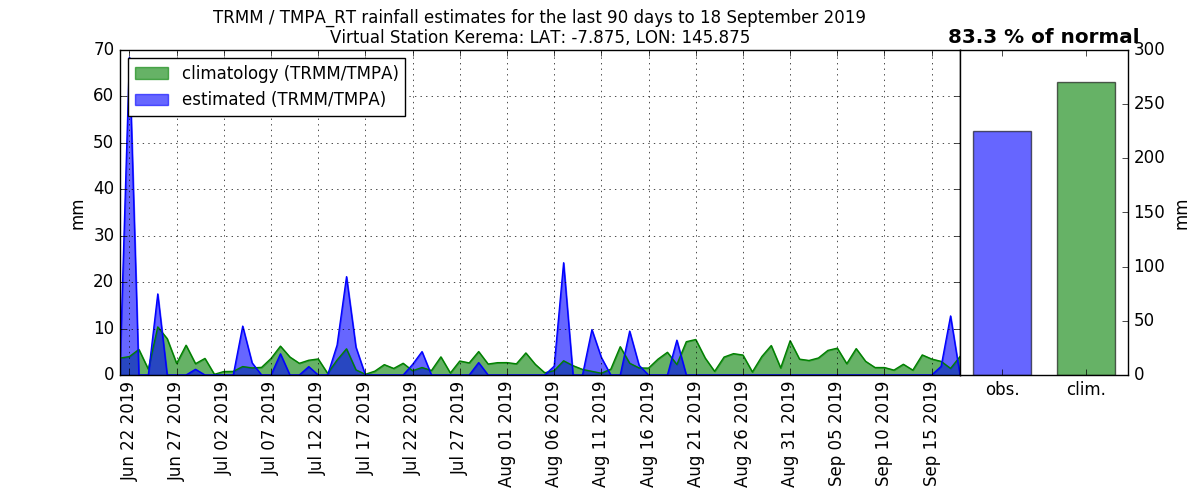 TRMM / TMPA_RT rainfall estimates for the last 90 days to 18 September 2019
Virtual Station Kerema: LAT: -7.875, LON: 145.875
83.3 % of normal
climatology (TRMM/TMPA)
estimated (TRMM/TMPA)
mm
70
60
50
40
30
20
10
0
Jun 22 2019
Jun 27 2019
Jul 02 2019
Jul 07 2019
Jul 12 2019
Jul 17 2019
Jul 22 2019
Jul 27 2019
Aug 01 2019
Aug 06 2019
Aug 11 2019
Aug 16 2019
Aug 21 2019
Aug 26 2019
Aug 31 2019
Sep 05 2019
Sep 10 2019
Sep 15 2019
obs.
clim.
300
250
200
150
100
50
0
mm